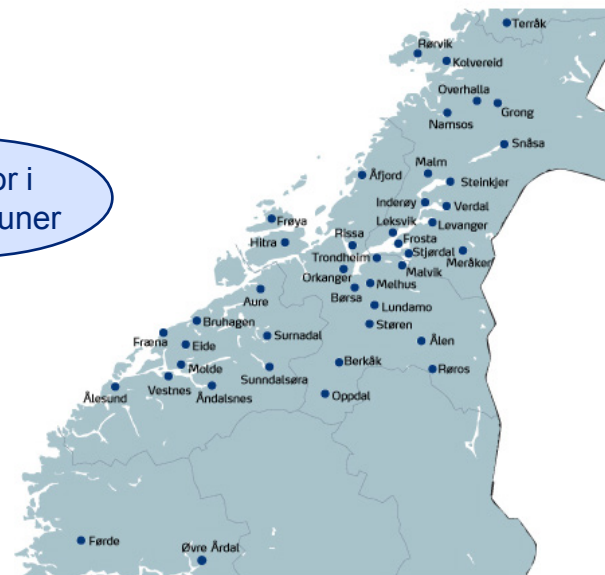 Terråk
Rørvik
Kolvereid
Overhalla
Grong
Namsos
Snåsa
or i
uner
Malm
Åfjord
Steinkjer
Inderøy
Verdal
Frøya
Leksvik
Levanger
Rissa
Frosta
Hitra
Trondheim
Stjørdal
Meråker
Orkanger
Malvik
Børsa
Melhus
Aure
Lundamo
Bruhagen
Støren
Fræna
Eide
Surnadal
Ålen
Molde
Berkåk
Røros
Vestnes
Sunndalsøra
Åndalsnes
Ålesund
Oppdal
Førde
Øvre Årdal